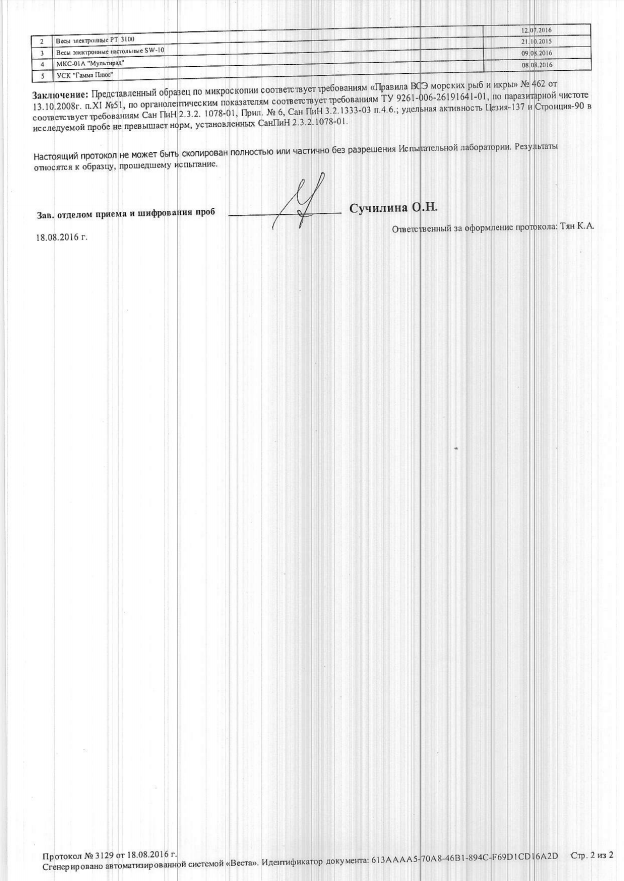 2 Весы электронные РТ 3100 12.07.2016
3 Весы электронные настольные SW-10 21.10.2015
4 МКС-01А "Мультирад" 09.08.2016
5 УСК "Гамма Плюс" 08.08.2016
Заключение: Представленный образец по микроскопии соответствует требованиям «Правила ВСЭ морских рыб и икры» № 462 от
13.10.2008г. п.XI №51, по органолептическим показателям соответствует требованиям ТУ 9261-006-26191641-01, по паразитарной чистоте
соответствует требованиям Сан ПиН 2.3.2. 1078-01, Прил. № 6, Сан ПиН 3.2.1333-03 п.4.6.; удельная активность Цезия-137 и Стронция-90 в
исследуемой пробе не превышает норм, установленных СанПиН 2.3.2.1078-01.
Настоящий протокол не может быть скопирован полностью или частично без разрешения Испытательной лаборатории. Результаты
относятся к образцу, прошедшему испытание.
Зав. отделом приема и шифрования проб Сучилина О.Н.
18.08.2016 г. Ответственный за оформление протокола: Тян К.А.
Протокол № 3129 от 18.08.2016 г.
Сгенерировано автоматизированной системой «Веста». Идентификатор документа: 613AAAA5-70A8-46B1-894C-F69D1CD16A2D Стр. 2 из 2